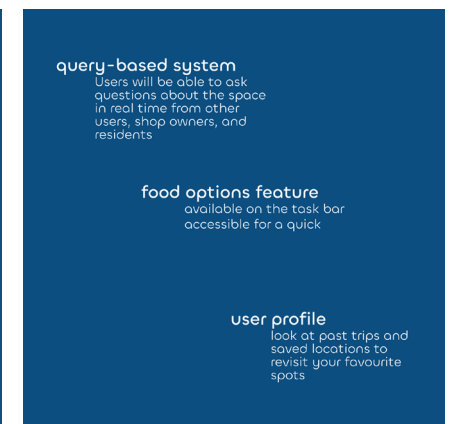 query-based system
Users will be able to ask
questions about the space
in real time from other
users, shop owners, and
residents
food options feature
available on the task bar
accessible for a quick
user profile
look at past trips and
saved locations to
revisit your favourite
spots